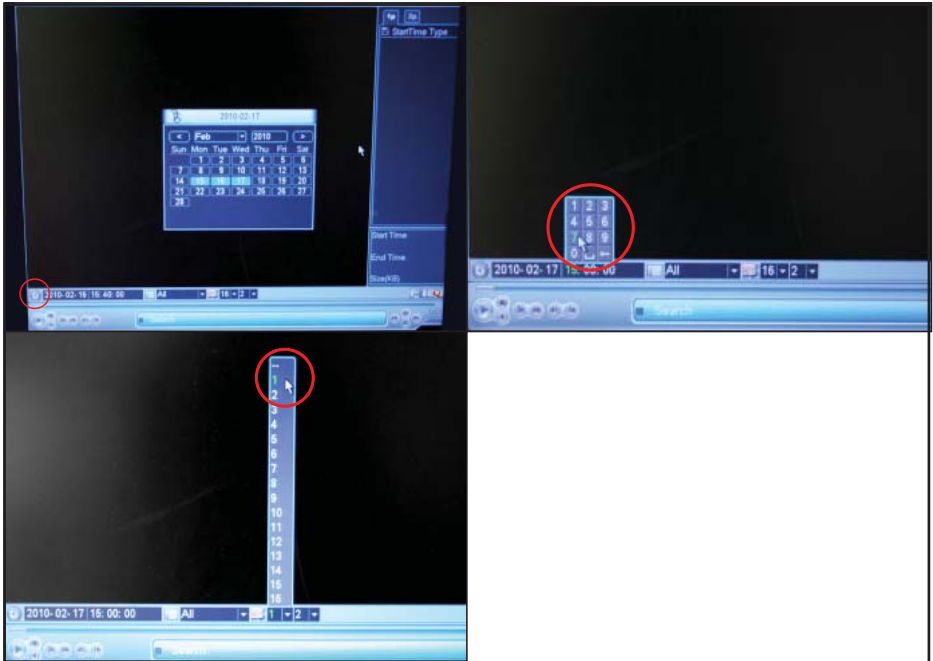 StartTime Type
2010-02-17
< Feb 2010 >
Sun Mon Tue Wed Thu Fri Sat
1 2 3 4 5 6
7 8 9 10 11 12 13
14 15 16 17 18 19 20
21 22 23 24 25 26 27
28
Start Time
End Time
Size(KB)
2010-02-16 15:40:00 All 16 2
Search
1 2 3
4 5 6
7 8 9
0
2010-02-17 15:00:00 All 16 2
Search
--
1
2
3
4
5
6
7
8
9
10
11
12
13
14
15
16
2010-02-17 15:00:00 All 1 2
Search